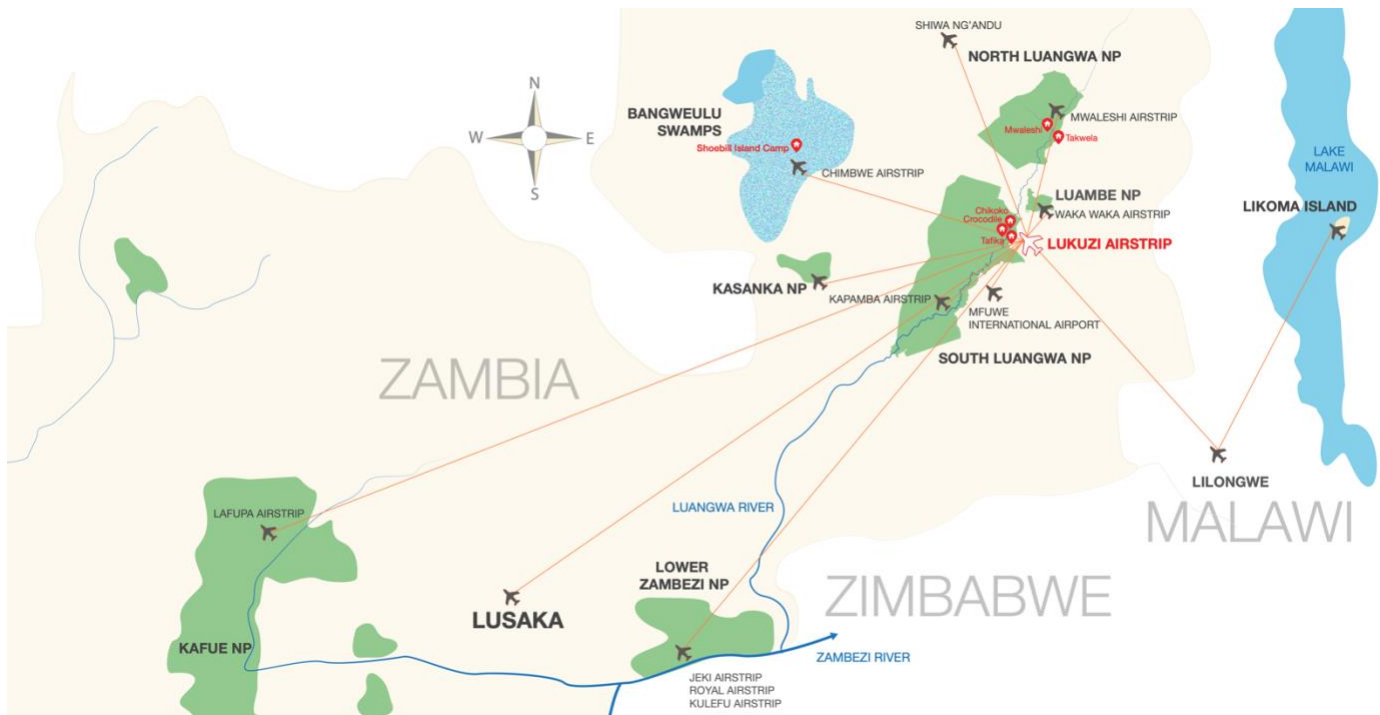 SHIWA NG'ANDU
NORTH LUANGWA NP
N
W
E
S
BANGWEULU
SWAMPS
MWALESHI AIRSTRIP
Mwaleshi
Takwela
Shoebill Island Camp
CHIMBWE AIRSTRIP
LAKE
MALAWI
LUAMBE NP
WAKA WAKA AIRSTRIP
LIKOMA ISLAND
Chikoko
Crocodile
Tafika
LUKUZI AIRSTRIP
KASANKA NP
KAPAMBA AIRSTRIP
MFUWE
INTERNATIONAL AIRPORT
SOUTH LUANGWA NP
ZAMBIA
LILONGWE
MALAWI
LUANGWA RIVER
LAFUPA AIRSTRIP
LOWER
ZAMBEZI NP
ZIMBABWE
LUSAKA
KAFUE NP
ZAMBEZI RIVER
JEKI AIRSTRIP
ROYAL AIRSTRIP
KULEFU AIRSTRIP